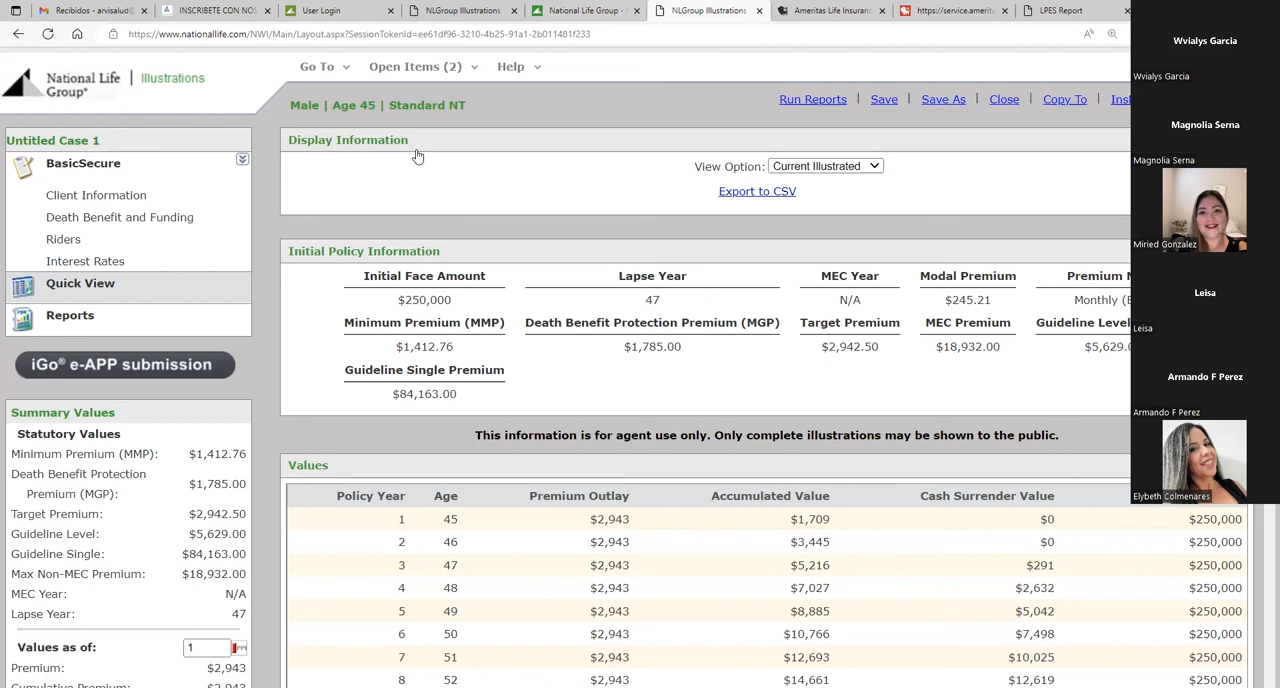 Recibidos - arvisalud@
INSCRIBETE CON NOS
User Login
NLGroup Illustrations
National Life Group -
NLGroup Illustrations
Ameritas Life Insuran
https://service.amerita
LPES Report
https://www.nationallife.com/NWI/Main/Layout.aspx?SessionTokenId=ee61df96-3210-4b25-91a1-2b011481f233
National Life Group® | Illustrations
Go To Open Items (2) Help
Male | Age 45 | Standard NT
Run Reports | Save | Save As | Close | Copy To |
Untitled Case 1
BasicSecure
Client Information
Death Benefit and Funding
Riders
Interest Rates
Quick View
Reports
iGo® e-APP submission
Summary Values
Statutory Values
Minimum Premium (MMP): $1,412.76
Death Benefit Protection
Premium (MGP): $1,785.00
Target Premium: $2,942.50
Guideline Level: $5,629.00
Guideline Single: $84,163.00
Max Non-MEC Premium: $18,932.00
MEC Year: N/A
Lapse Year: 47
Values as of: 1
Premium: $2,943
Cumulative Premium: $2,943
Display Information
View Option: Current Illustrated
Export to CSV
Initial Policy Information
Initial Face Amount Lapse Year MEC Year Modal Premium Premium
$250,000 47 N/A $245.21 Monthly
Minimum Premium (MMP) Death Benefit Protection Premium (MGP) Target Premium MEC Premium Guideline Level
$1,412.76 $1,785.00 $2,942.50 $18,932.00 $5,629.0
Guideline Single Premium
$84,163.00
This information is for agent use only. Only complete illustrations may be shown to the public.
Values
Policy Year Age Premium Outlay Accumulated Value Cash Surrender Value
1 45 $2,943 $1,709 $0 $250,000
2 46 $2,943 $3,445 $0 $250,000
3 47 $2,943 $5,216 $291 $250,000
4 48 $2,943 $7,027 $2,632 $250,000
5 49 $2,943 $8,885 $5,042 $250,000
6 50 $2,943 $10,766 $7,498 $250,000
7 51 $2,943 $12,693 $10,025 $250,000
8 52 $2,943 $14,661 $12,619 $250,000
Wvialys Garcia
Wvialys Garcia
Magnolia Serna
Magnolia Serna
Miried Gonzalez
Leisa
Leisa
Armando F Perez
Armando F Perez
Elybeth Colmenares